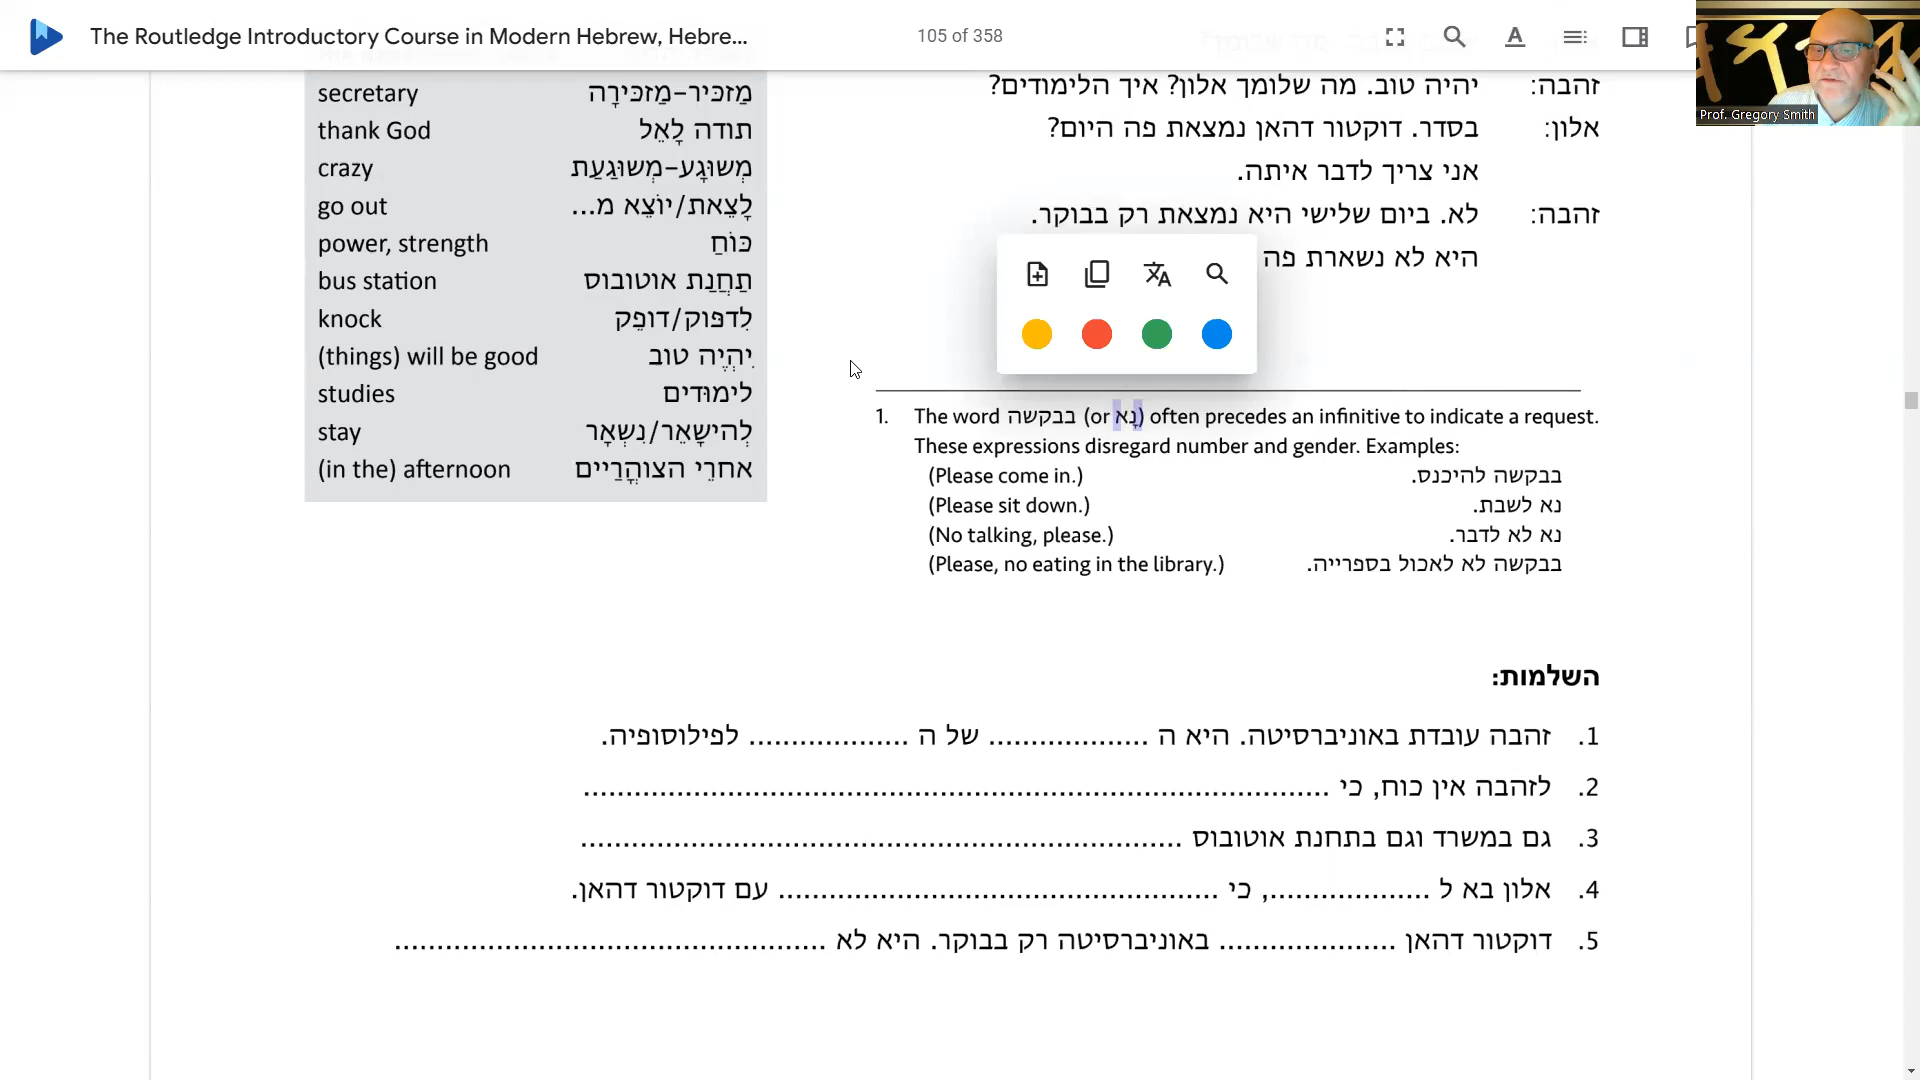 The Routledge Introductory Course in Modern Hebrew, Hebre...
105 of 358
Prof. Gregory Smith
secretary מַזכּיר–מַזכּירָה
thank God תודה לָאֵל
crazy מְשוּגָע–מְשוּגַעַת
go out לָצֵאת/יוֹצֵא מ...
power, strength כּוֹחַ
bus station תַחֲנַת אוטובוס
knock לִדפּוק/דופֵק
(things) will be good יִהְיֶה טוב
studies לימוּדים
stay לְהישָאֵר/נִשְאָר
(in the) afternoon אחרֵי הצוהֳרַיים
זהבה: יהיה טוב. מה שלומך אלון? איך הלימודים?
אלון: בסדר. דוקטור דהאן נמצאת פה היום?
אני צריך לדבר איתה.
זהבה: לא. ביום שלישי היא נמצאת רק בבוקר.
היא לא נשארת פה
1. The word בבקשה (or נָא) often precedes an infinitive to indicate a request.
These expressions disregard number and gender. Examples:
(Please come in.) בבקשה להיכנס.
(Please sit down.) נא לשבת.
(No talking, please.) נא לא לדבר.
(Please, no eating in the library.) בבקשה לא לאכול בספרייה.
השלמות:
1. זהבה עובדת באוניברסיטה. היא ה ................... של ה ................... לפילוסופיה.
2. לזהבה אין כוח, כי .........................................................................................
3. גם במשרד וגם בתחנת אוטובוס ........................................................................
4. אלון בא ל ..................., כי ..................................................... עם דוקטור דהאן.
5. דוקטור דהאן ..................... באוניברסיטה רק בבוקר. היא לא ....................................................